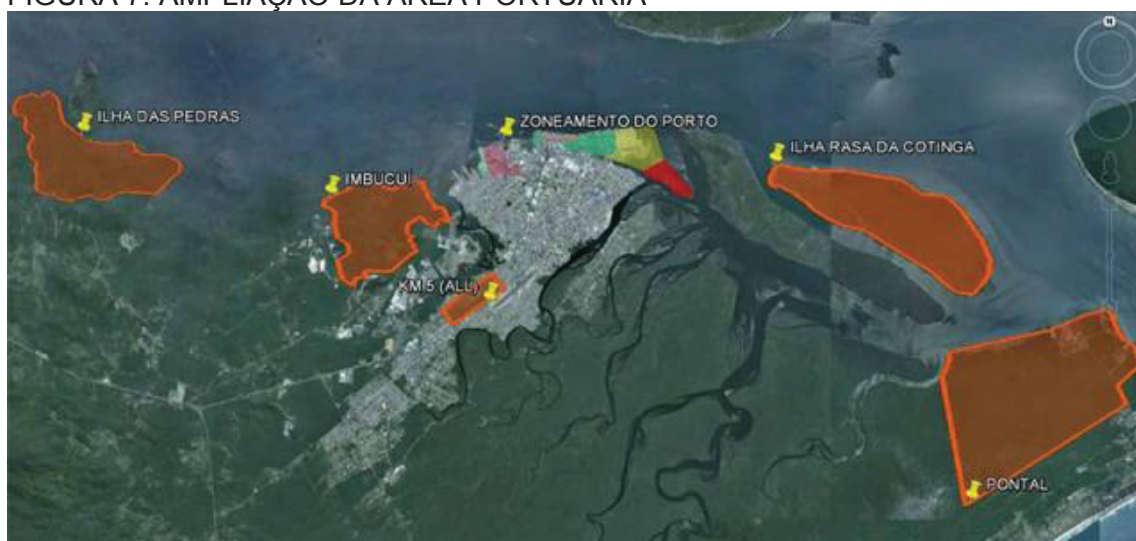 FIGURA 7: AMPLIAÇÃO DA ÁREA PORTUÁRIA
N
ILHA DAS PEDRAS
ZONEAMENTO DO PORTO
ILHA RASA DA COTINGA
IMBUCUÍ
KM 5 (ALL)
PONTAL